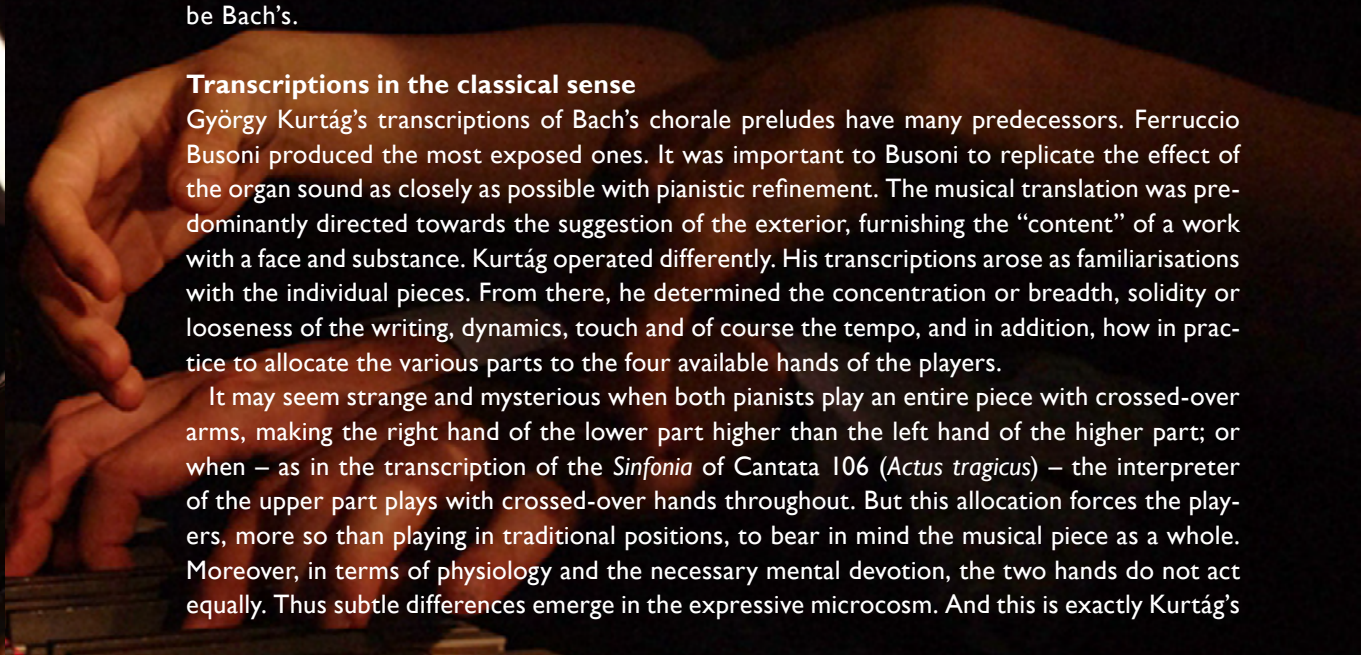 be Bach’s.
Transcriptions in the classical sense
György Kurtág’s transcriptions of Bach’s chorale preludes have many predecessors. Ferruccio
Busoni produced the most exposed ones. It was important to Busoni to replicate the effect of
the organ sound as closely as possible with pianistic refinement. The musical translation was pre-
dominantly directed towards the suggestion of the exterior, furnishing the “content” of a work
with a face and substance. Kurtág operated differently. His transcriptions arose as familiarisations
with the individual pieces. From there, he determined the concentration or breadth, solidity or
looseness of the writing, dynamics, touch and of course the tempo, and in addition, how in prac-
tice to allocate the various parts to the four available hands of the players.
It may seem strange and mysterious when both pianists play an entire piece with crossed-over
arms, making the right hand of the lower part higher than the left hand of the higher part; or
when – as in the transcription of the Sinfonia of Cantata 106 (Actus tragicus) – the interpreter
of the upper part plays with crossed-over hands throughout. But this allocation forces the play-
ers, more so than playing in traditional positions, to bear in mind the musical piece as a whole.
Moreover, in terms of physiology and the necessary mental devotion, the two hands do not act
equally. Thus subtle differences emerge in the expressive microcosm. And this is exactly Kurtág’s